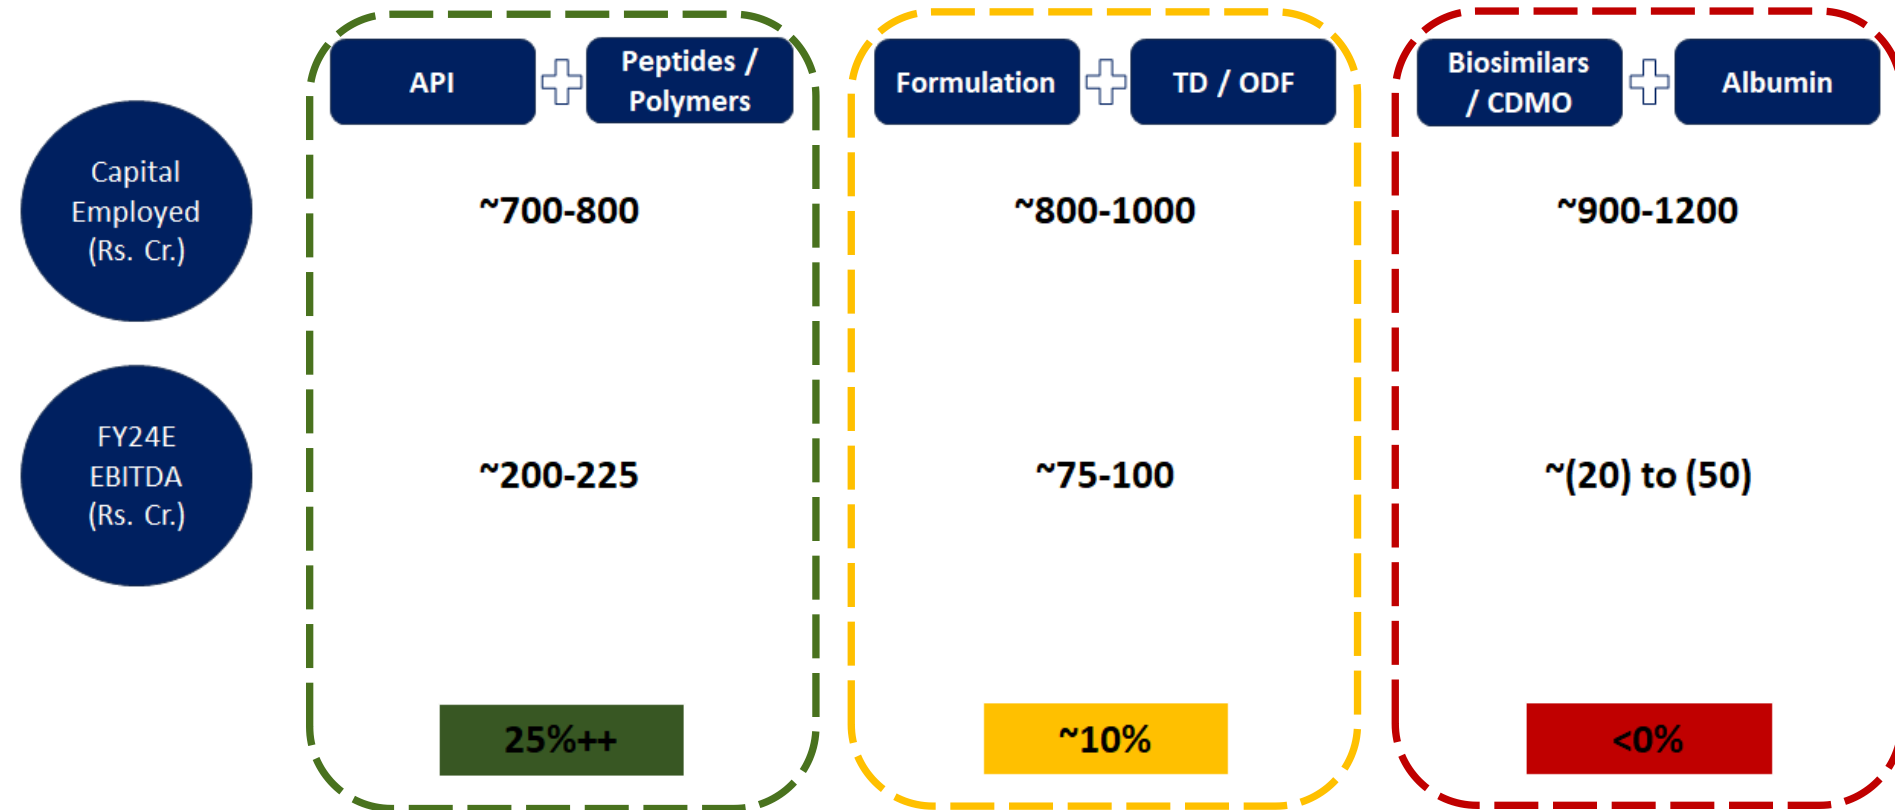 API
Peptides /
Polymers
Formulation
TD / ODF
Biosimilars
/ CDMO
Albumin
Capital
Employed
(Rs. Cr.)
~700-800
~800-1000
~900-1200
FY24E
EBITDA
(Rs. Cr.)
~200-225
~75-100
~(20) to (50)
25%++
~10%
<0%